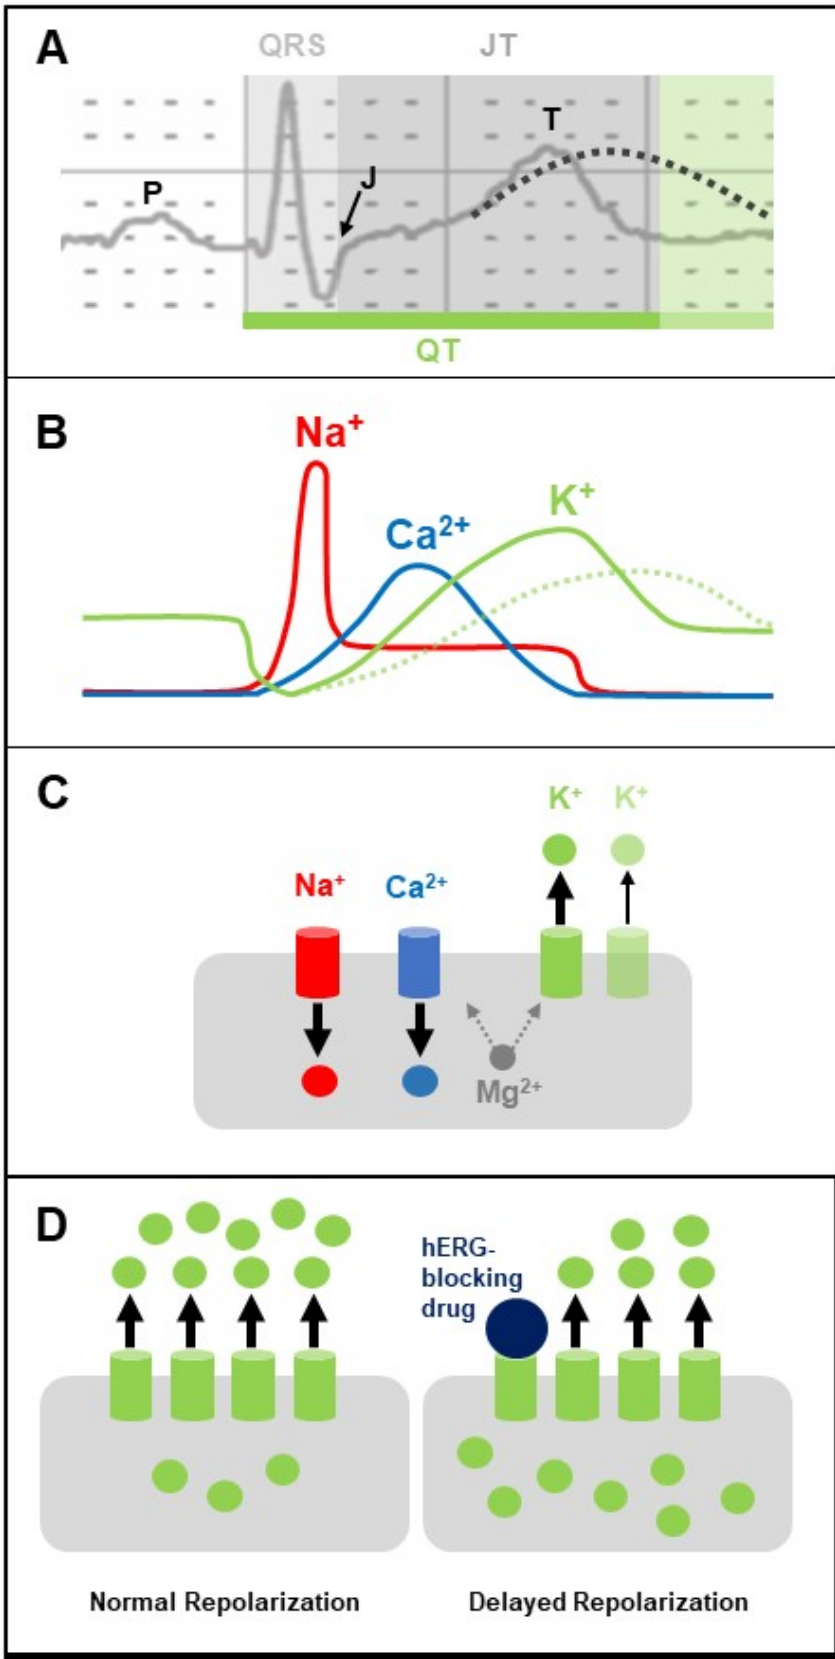 A
QRS
JT
T
P
J
QT
B
Na⁺
K⁺
Ca²⁺
C
K⁺
K⁺
Na⁺
Ca²⁺
Mg²⁺
D
hERG-
blocking
drug
Normal Repolarization
Delayed Repolarization